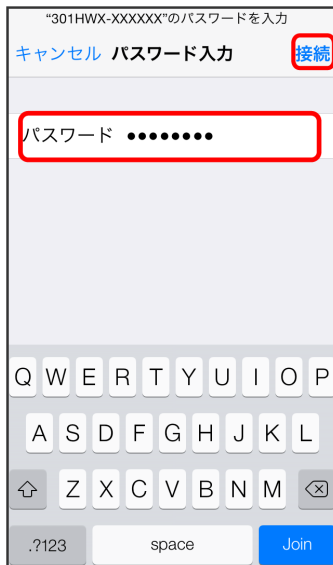 “301HWX-XXXXXX”のパスワードを入力
キャンセル パスワード入力 接続
パスワード ●●●●●●●●
Q W E R T Y U I O P
A S D F G H J K L
Z X C V B N M
.?123 space Join